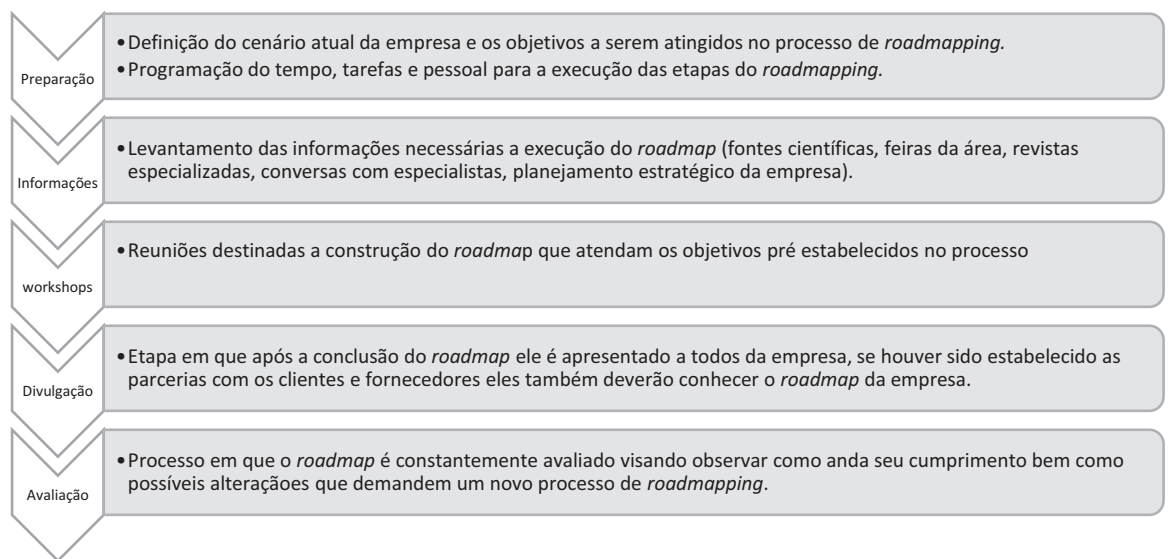 Preparação
•Definição do cenário atual da empresa e os objetivos a serem atingidos no processo de roadmapping.
•Programação do tempo, tarefas e pessoal para a execução das etapas do roadmapping.
Informações
•Levantamento das informações necessárias a execução do roadmap (fontes científicas, feiras da área, revistas
especializadas, conversas com especialistas, planejamento estratégico da empresa).
workshops
•Reuniões destinadas a construção do roadmap que atendam os objetivos pré estabelecidos no processo
Divulgação
•Etapa em que após a conclusão do roadmap ele é apresentado a todos da empresa, se houver sido estabelecido as
parcerias com os clientes e fornecedores eles também deverão conhecer o roadmap da empresa.
Avaliação
•Processo em que o roadmap é constantemente avaliado visando observar como anda seu cumprimento bem como
possíveis alterações que demandem um novo processo de roadmapping.